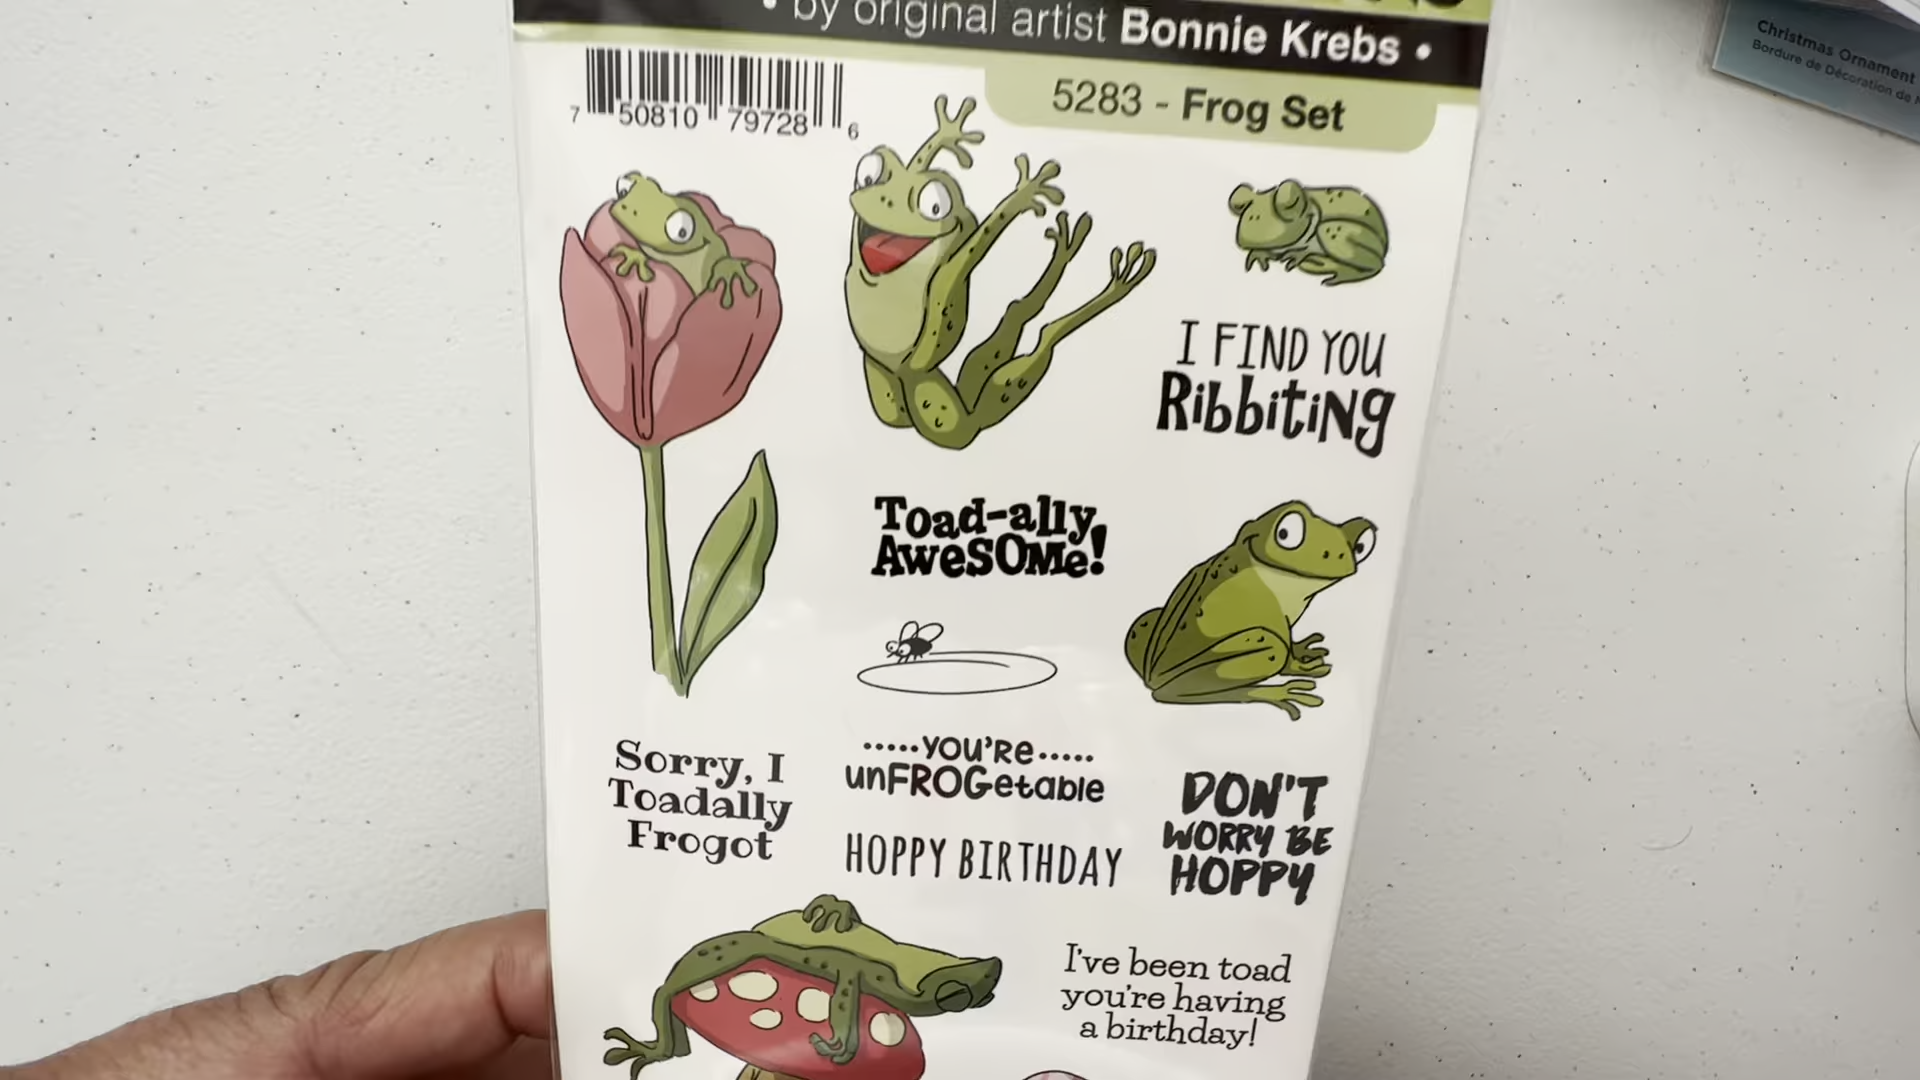 • by original artist Bonnie Krebs •
5283 - Frog Set
7 50810 79728 6
Christmas Ornament
Bordure de Décoration de
I FIND YOU
RibbitiNg
Toad-ally
AweSOMe!
Sorry, I
Toadally
Frogot
.....YOU'Re.....
unFROGetable
HOPPY BIRTHDAY
DON'T
WORRY BE
HOPPY
I've been toad
you're having
a birthday!